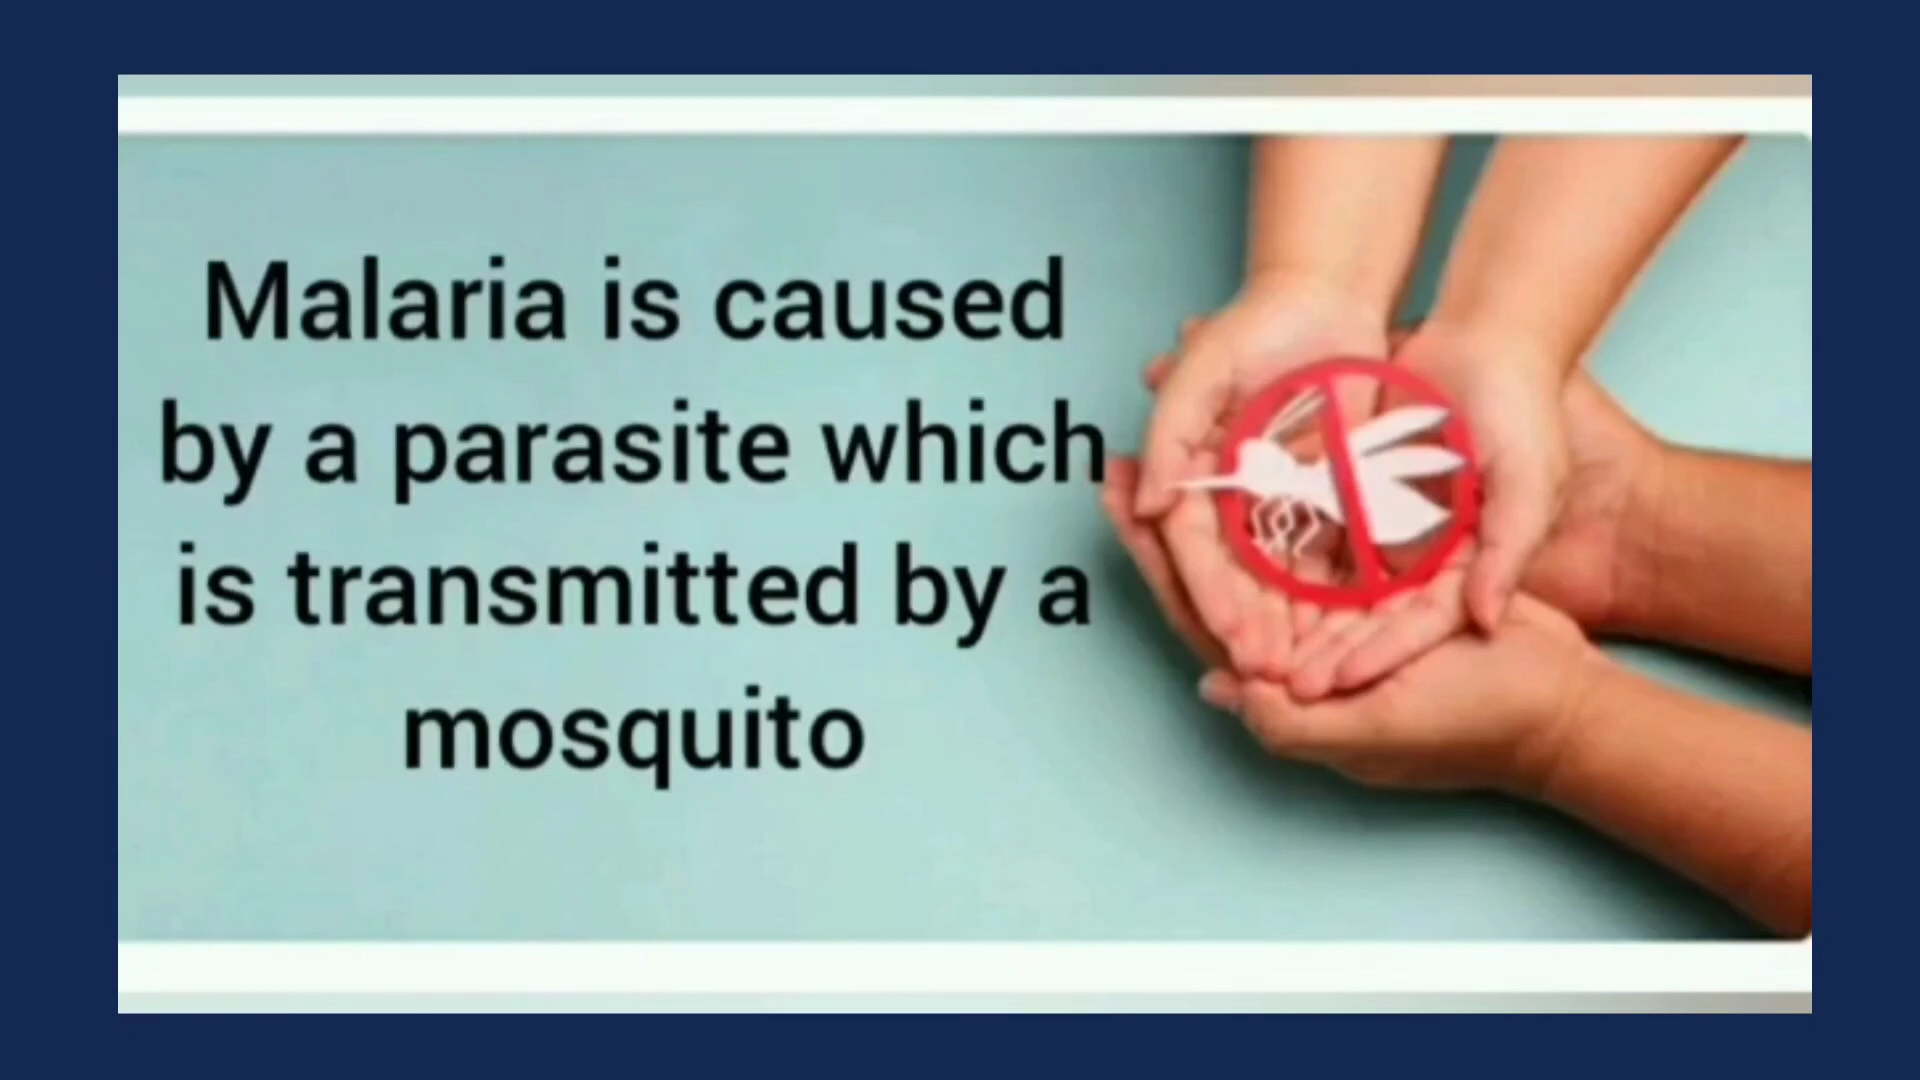 Malaria is caused
by a parasite which
is transmitted by a
mosquito